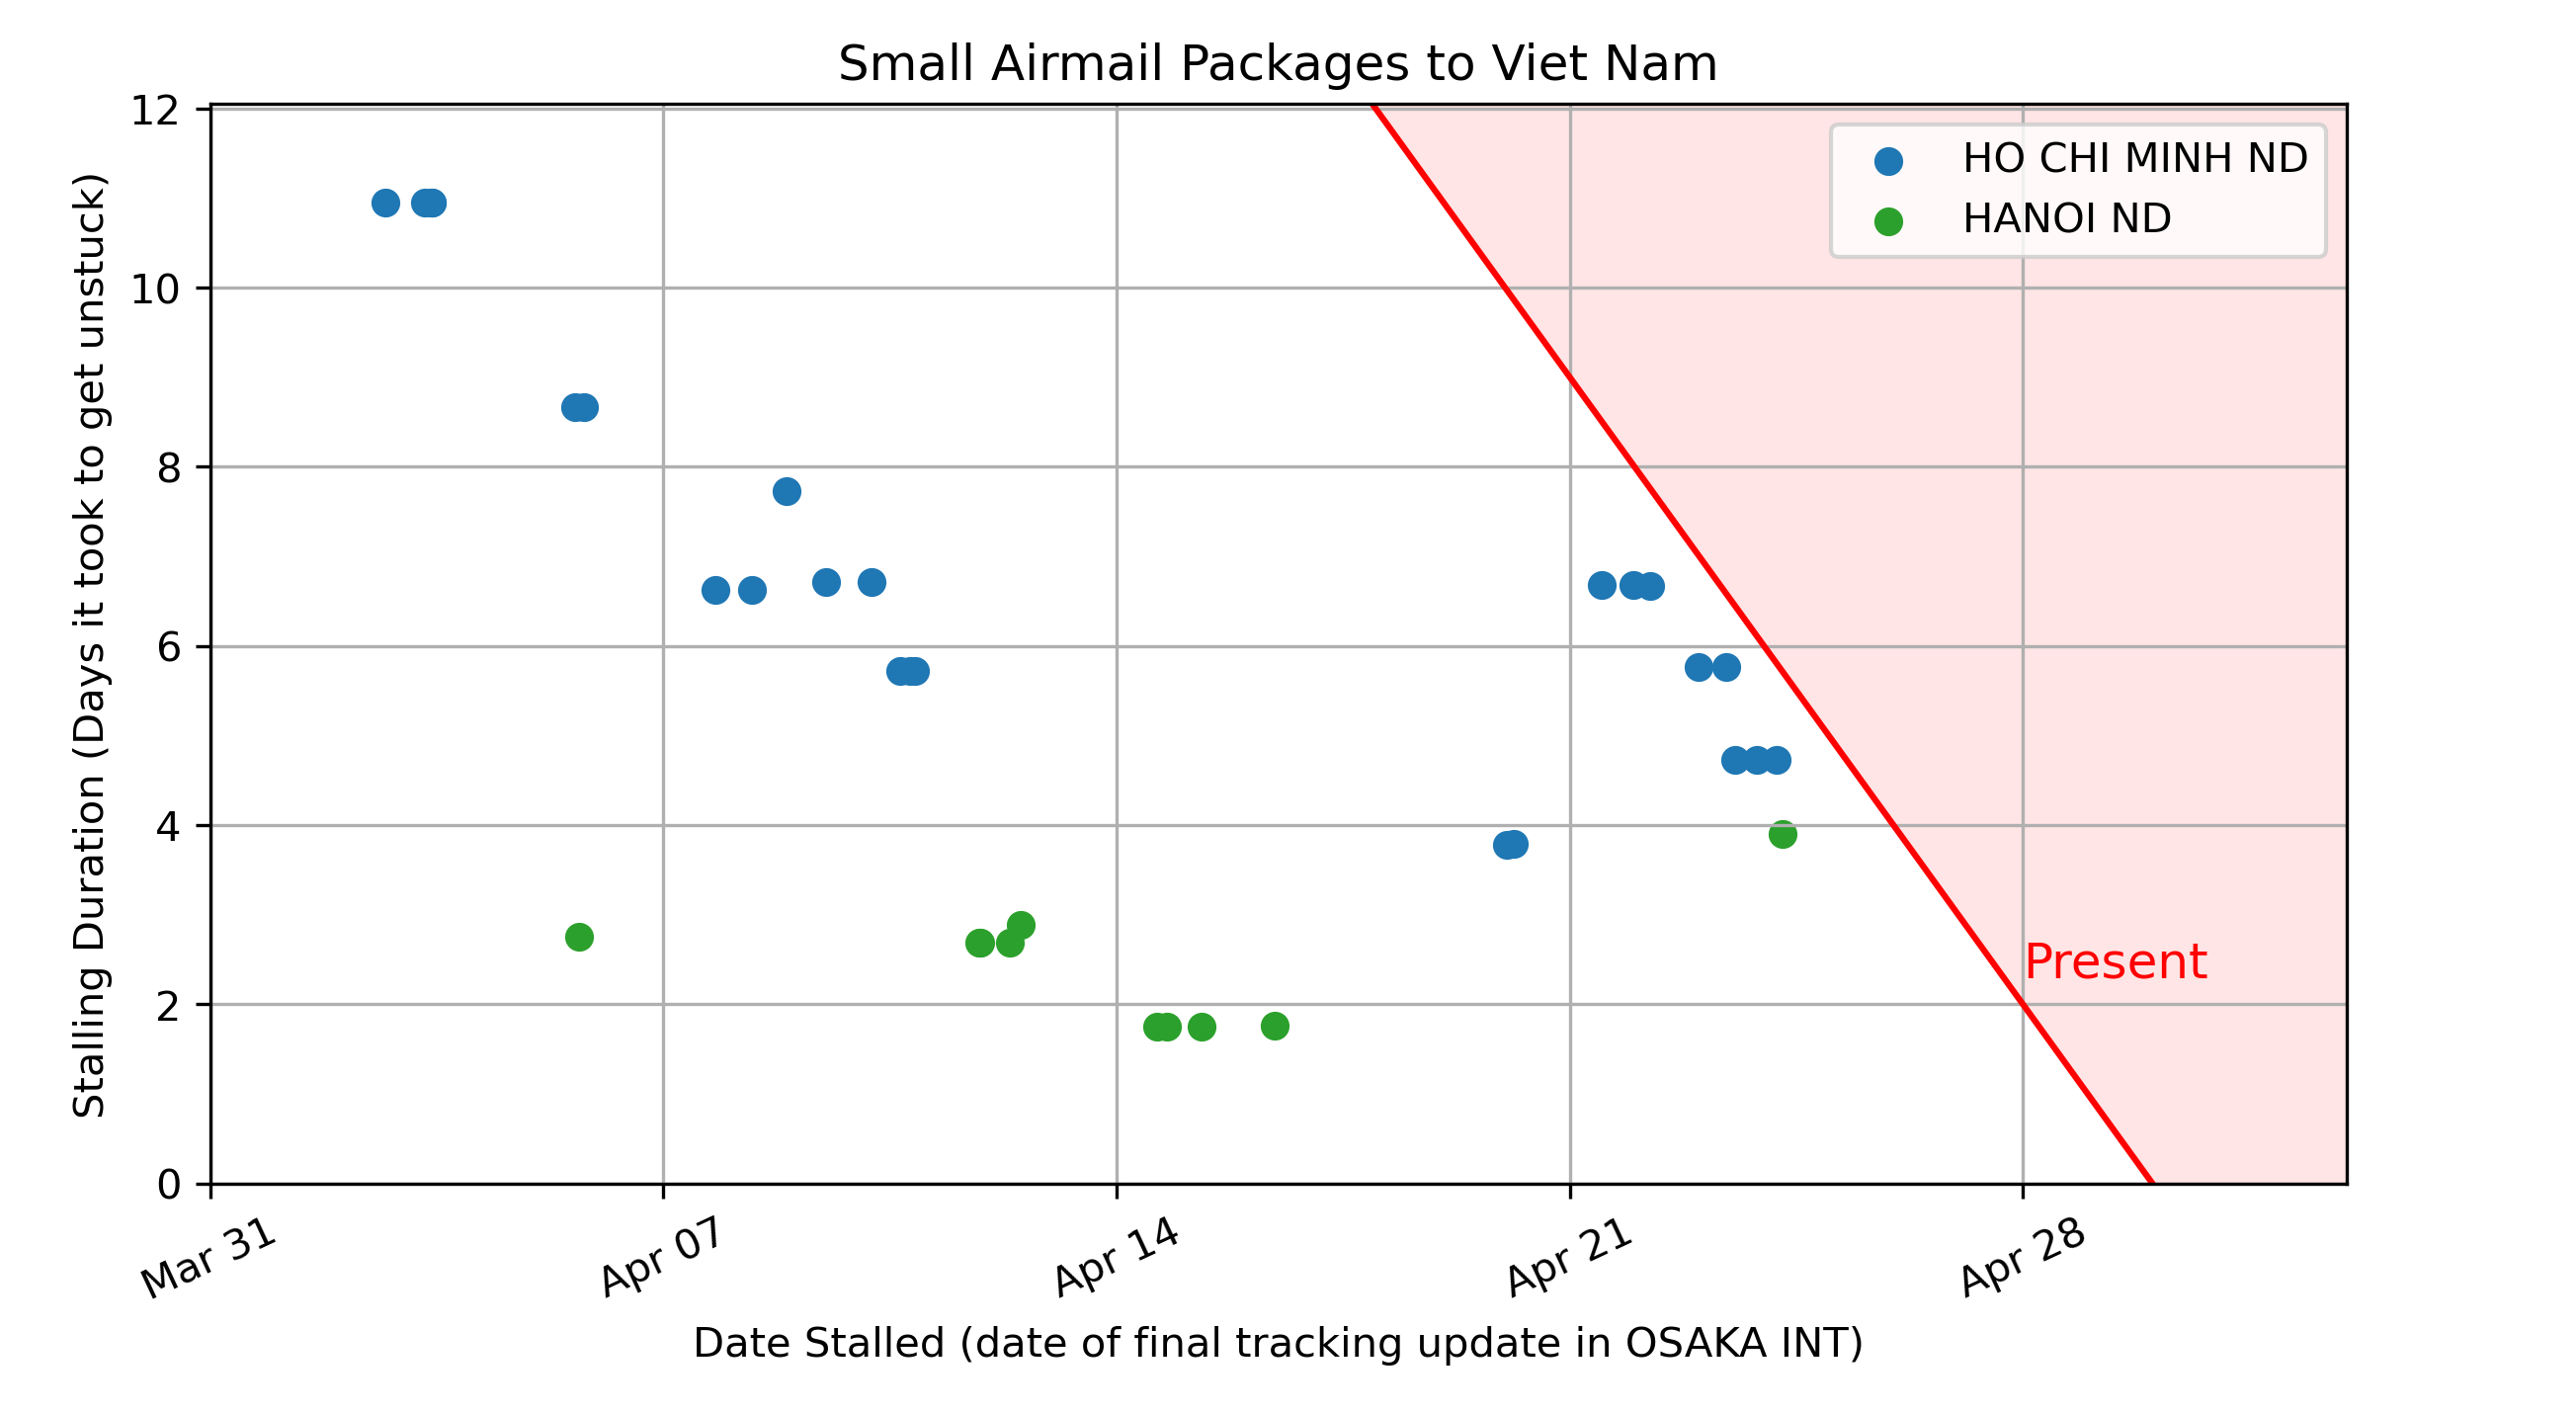 Small Airmail Packages to Viet Nam
12
10
8
6
4
2
0
Stalling Duration (Days it took to get unstuck)
HO CHI MINH ND
HANOI ND
Present
Mar 31
Apr 07
Apr 14
Apr 21
Apr 28
Date Stalled (date of final tracking update in OSAKA INT)